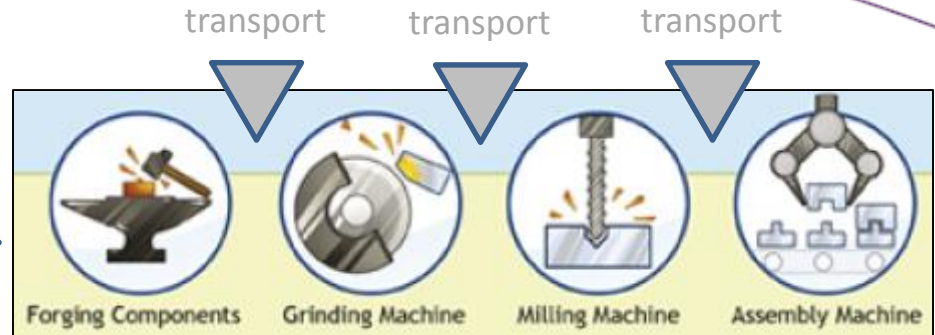 transport transport transport
Forging Components Grinding Machine Milling Machine Assembly Machine